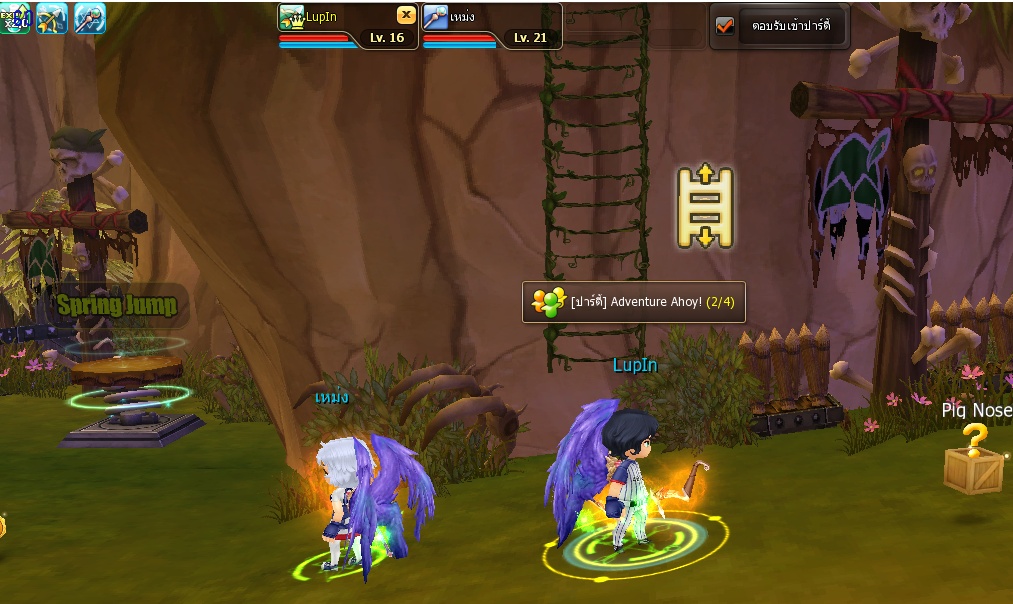 EXP
x2
LupIn
Lv. 16
เหม่ง
Lv. 21
ตอบรับเข้าปาร์ตี้
Spring Jump
[ปาร์ตี้] Adventure Ahoy! (2/4)
LupIn
เหม่ง
Pig Nose
?